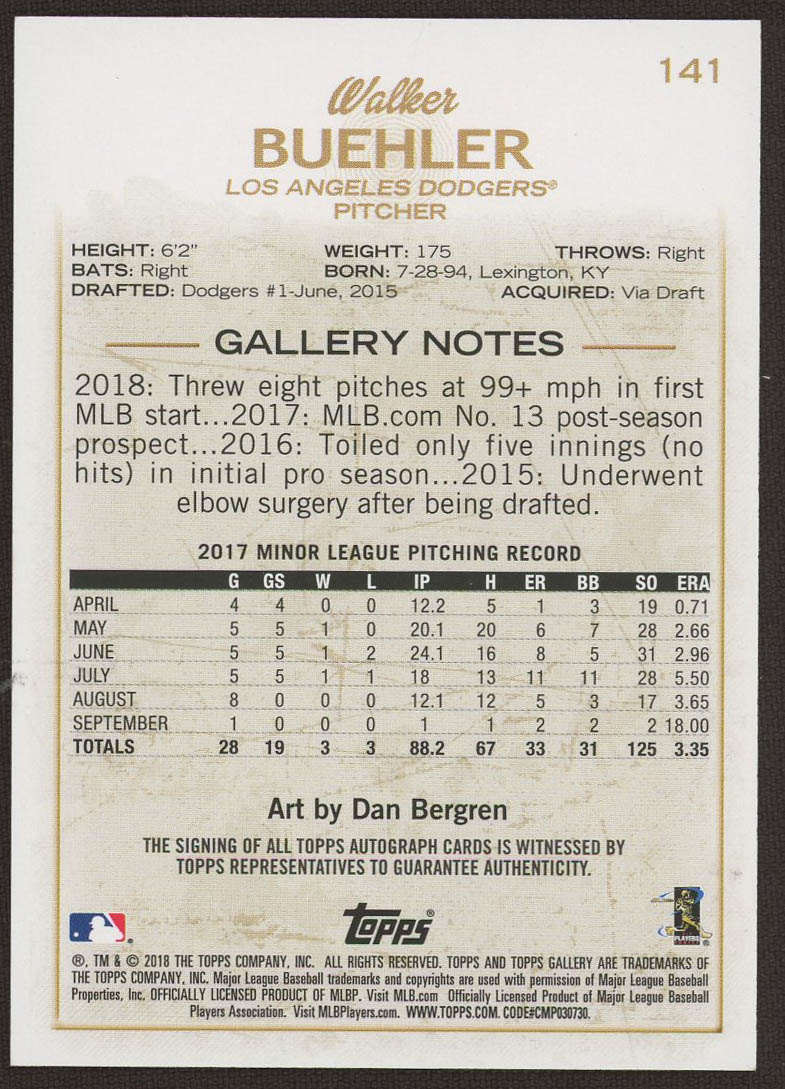 141
Walker
BUEHLER
LOS ANGELES DODGERS®
PITCHER
HEIGHT: 6'2" WEIGHT: 175 THROWS: Right
BATS: Right BORN: 7-28-94, Lexington, KY
DRAFTED: Dodgers #1-June, 2015 ACQUIRED: Via Draft
GALLERY NOTES
2018: Threw eight pitches at 99+ mph in first
MLB start...2017: MLB.com No. 13 post-season
prospect...2016: Toiled only five innings (no
hits) in initial pro season...2015: Underwent
elbow surgery after being drafted.
2017 MINOR LEAGUE PITCHING RECORD
G GS W L IP H ER BB SO ERA
APRIL 4 4 0 0 12.2 5 1 3 19 0.71
MAY 5 5 1 0 20.1 20 6 7 28 2.66
JUNE 5 5 1 2 24.1 16 8 5 31 2.96
JULY 5 5 1 1 18 13 11 11 28 5.50
AUGUST 8 0 0 0 12.1 12 5 3 17 3.65
SEPTEMBER 1 0 0 0 1 1 2 2 2 18.00
TOTALS 28 19 3 3 88.2 67 33 31 125 3.35
Art by Dan Bergren
THE SIGNING OF ALL TOPPS AUTOGRAPH CARDS IS WITNESSED BY
TOPPS REPRESENTATIVES TO GUARANTEE AUTHENTICITY.
topps®
PLAYERS
®, TM & © 2018 THE TOPPS COMPANY, INC. ALL RIGHTS RESERVED. TOPPS AND TOPPS GALLERY ARE TRADEMARKS OF
THE TOPPS COMPANY, INC. Major League Baseball trademarks and copyrights are used with permission of Major League Baseball
Properties, Inc. OFFICIALLY LICENSED PRODUCT OF MLBP. Visit MLB.com Officially Licensed Product of Major League Baseball
Players Association. Visit MLBPlayers.com. WWW.TOPPS.COM. CODE#CMP030730.